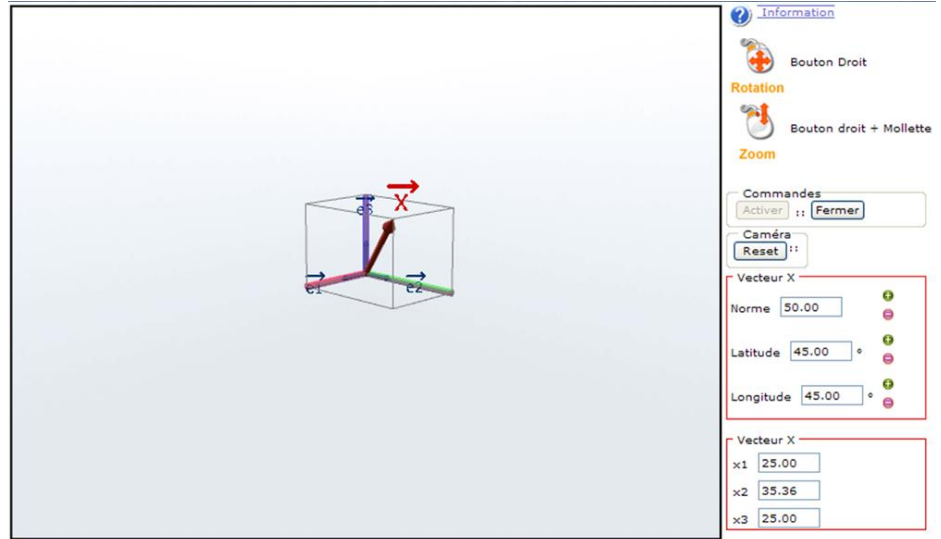 Information
Bouton Droit
Rotation
Bouton droit + Mollette
Zoom
Commandes
Activer :: Fermer
Caméra
Reset ::
Vecteur X
Norme 50.00
Latitude 45.00 °
Longitude 45.00 °
Vecteur X
x1 25.00
x2 35.36
x3 25.00
X
e3
e1
e2